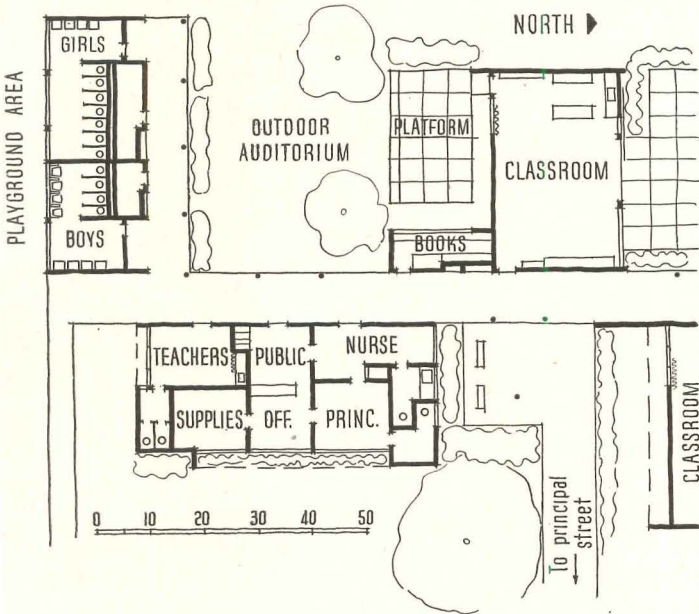 NORTH
GIRLS
PLAYGROUND AREA
OUTDOOR
AUDITORIUM
PLATFORM
CLASSROOM
BOYS
BOOKS
TEACHERS
PUBLIC
NURSE
SUPPLIES
OFF.
PRINC.
CLASSROOM
0 10 20 30 40 50
To principal
street